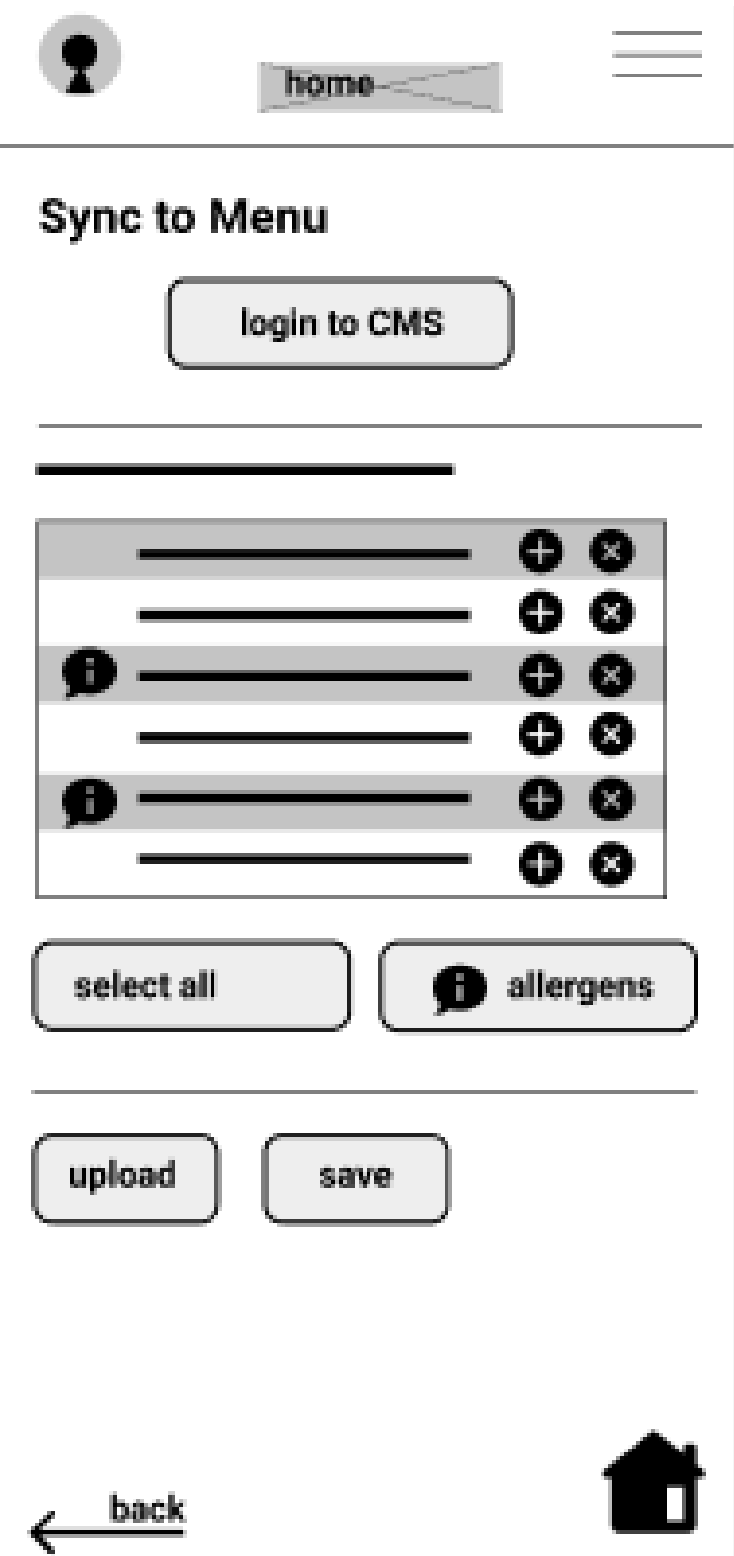 home
Sync to Menu
login to CMS
select all
allergens
upload
save
back